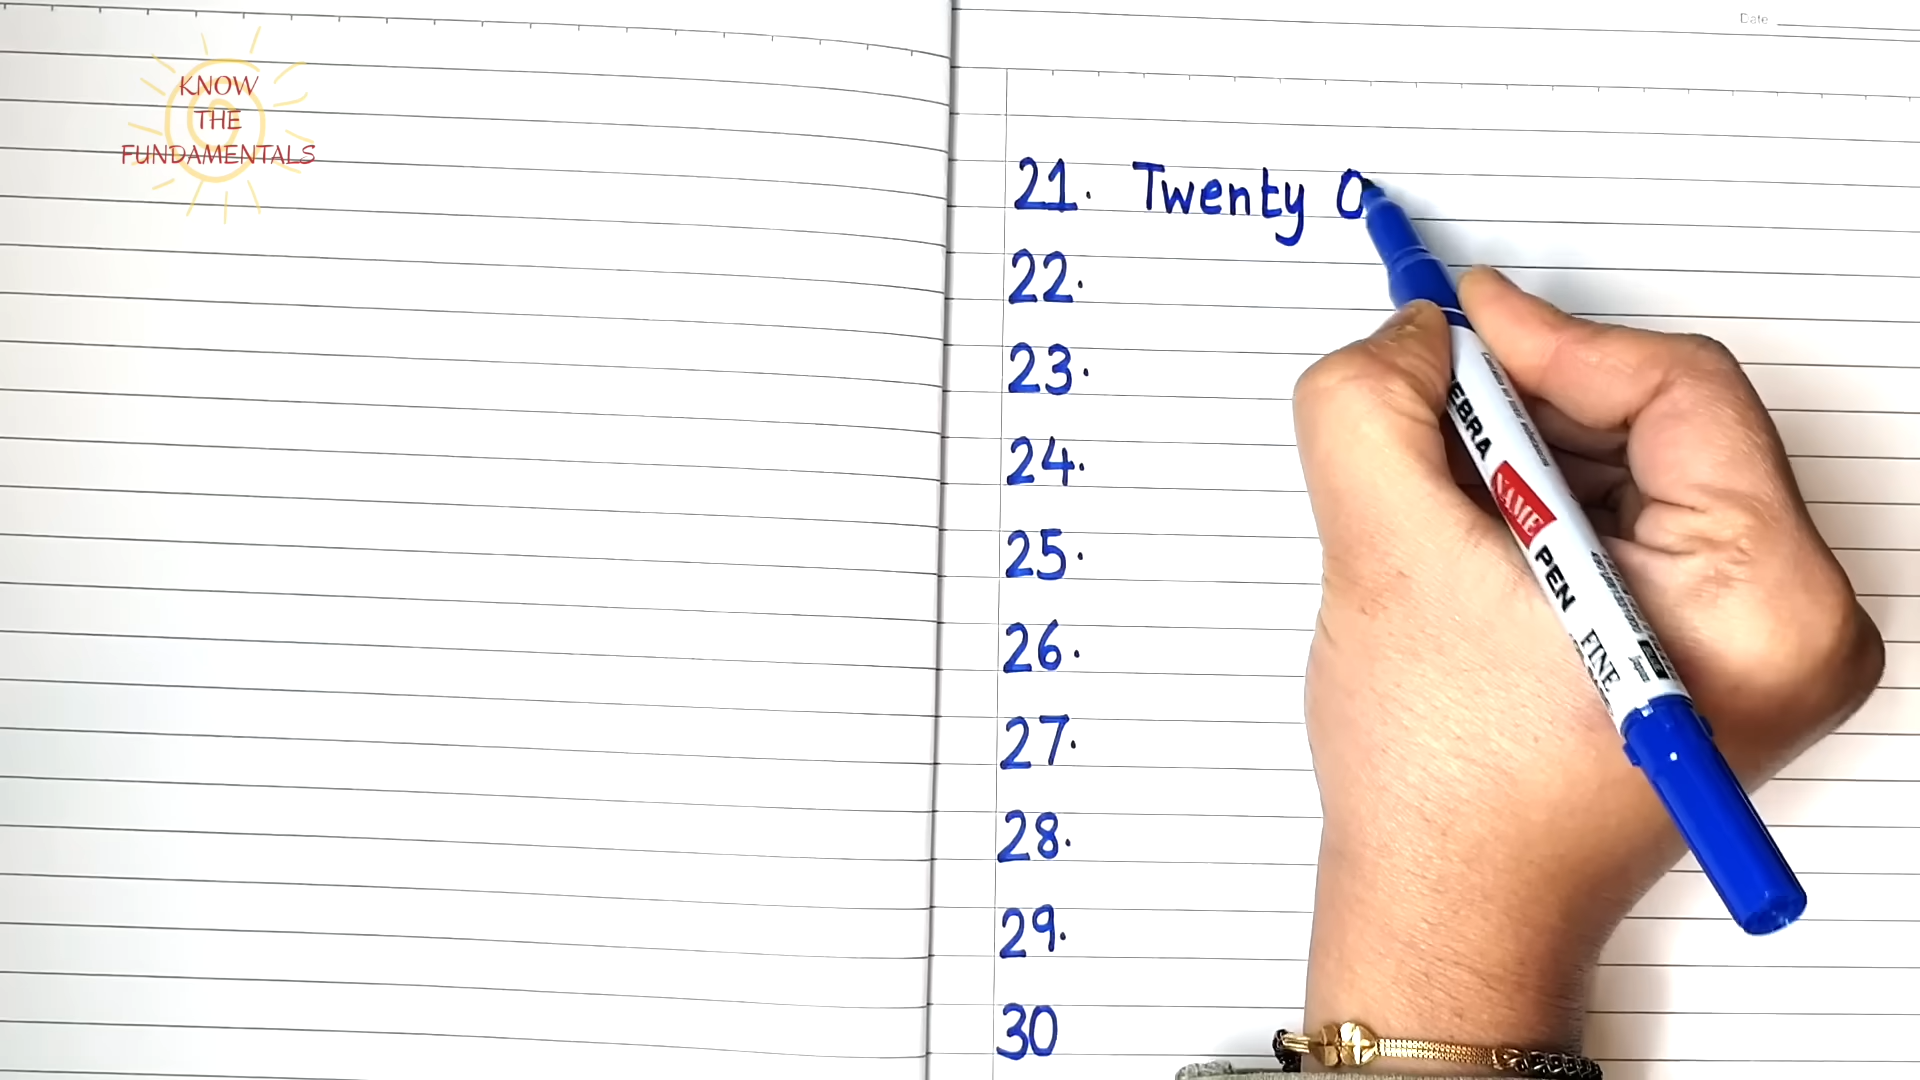 KNOW
THE
FUNDAMENTALS
Date
21. Twenty O
22.
23.
24.
25.
26.
27.
28.
29.
30
EBRA NAME PEN FINE